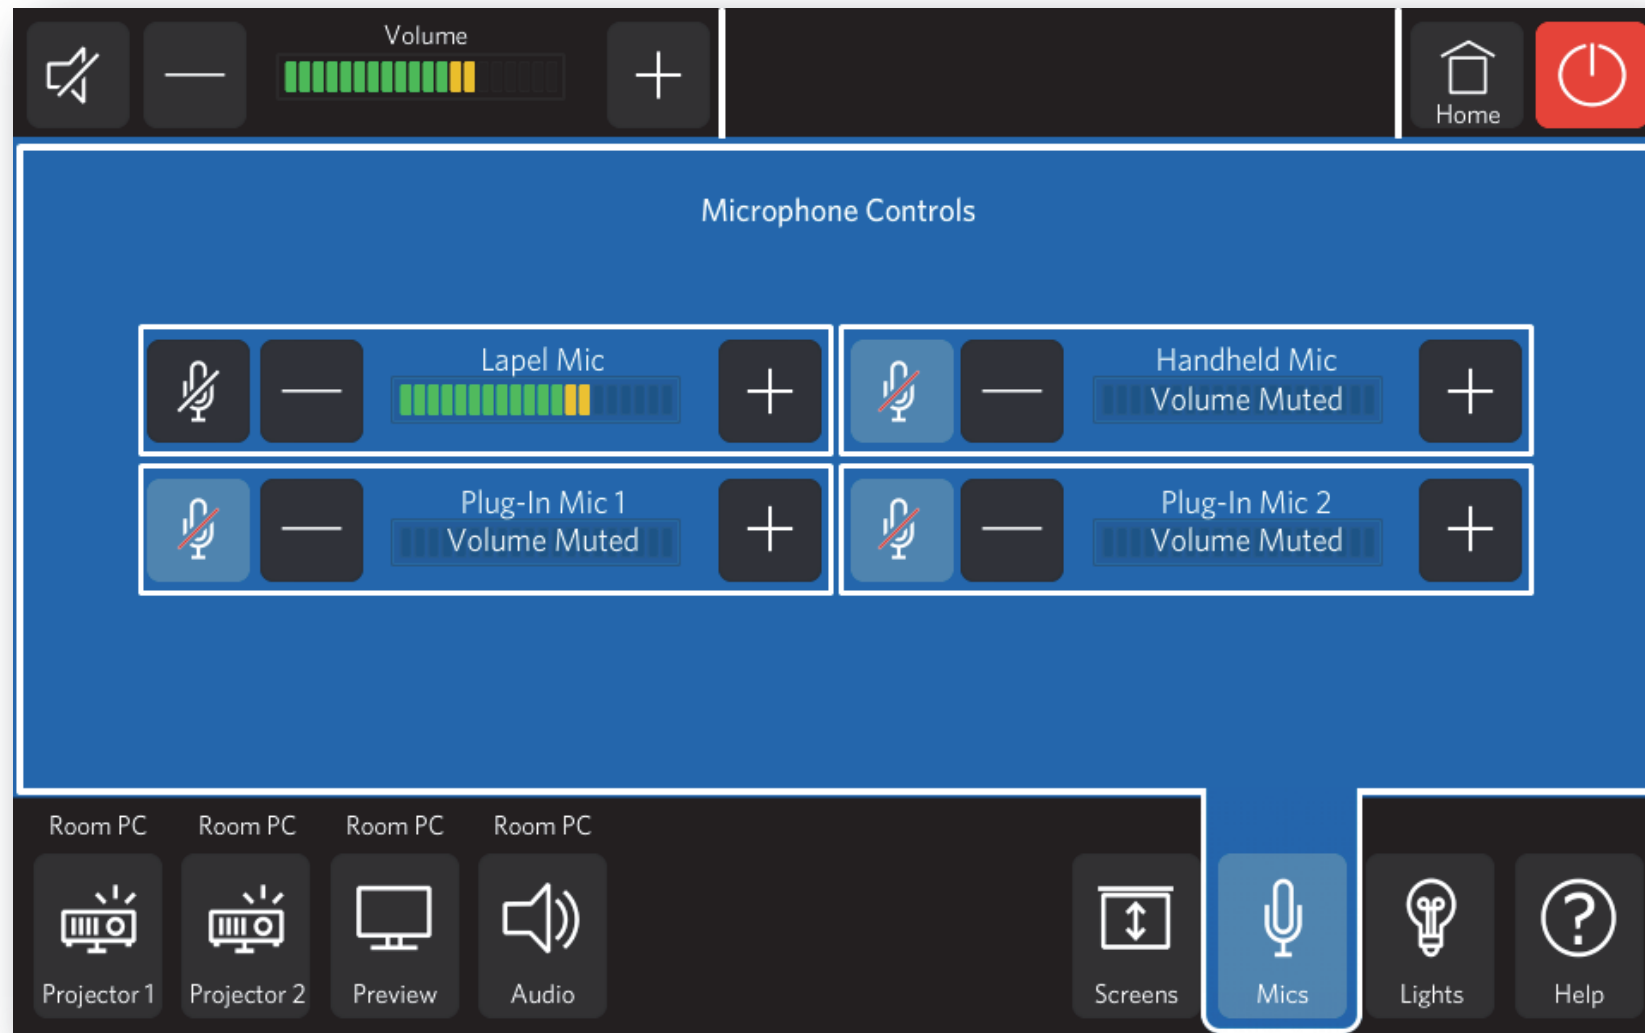 Volume
Home
Microphone Controls
Lapel Mic
Handheld Mic
Volume Muted
Plug-In Mic 1
Volume Muted
Plug-In Mic 2
Volume Muted
Room PC
Room PC
Room PC
Room PC
Projector 1
Projector 2
Preview
Audio
Screens
Mics
Lights
Help